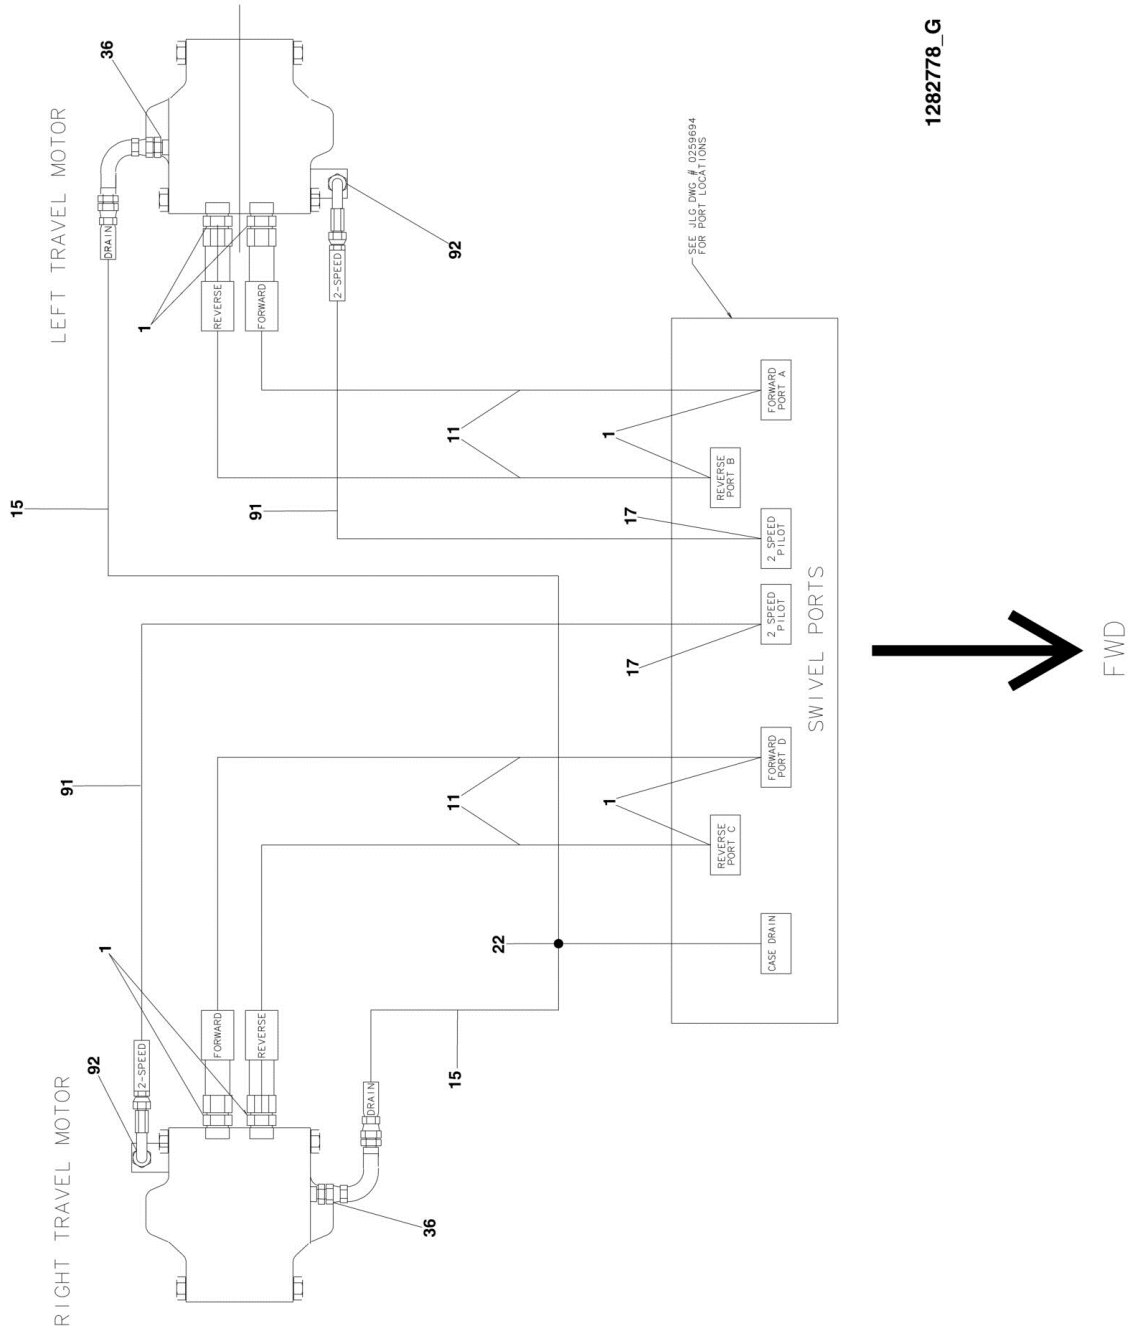 1282778_G
LEFT TRAVEL MOTOR
36
DRAIN
1
REVERSE
FORWARD
2-SPEED
92
SEE JLG DWG # 0259694
FOR PORT LOCATIONS
15
91
11
1
17
FORWARD
PORT A
REVERSE
PORT B
2 SPEED
PILOT
2 SPEED
PILOT
17
SWIVEL PORTS
FWD
91
11
1
FORWARD
PORT D
REVERSE
PORT C
22
CASE DRAIN
RIGHT TRAVEL MOTOR
92
2-SPEED
1
FORWARD
REVERSE
DRAIN
15
36